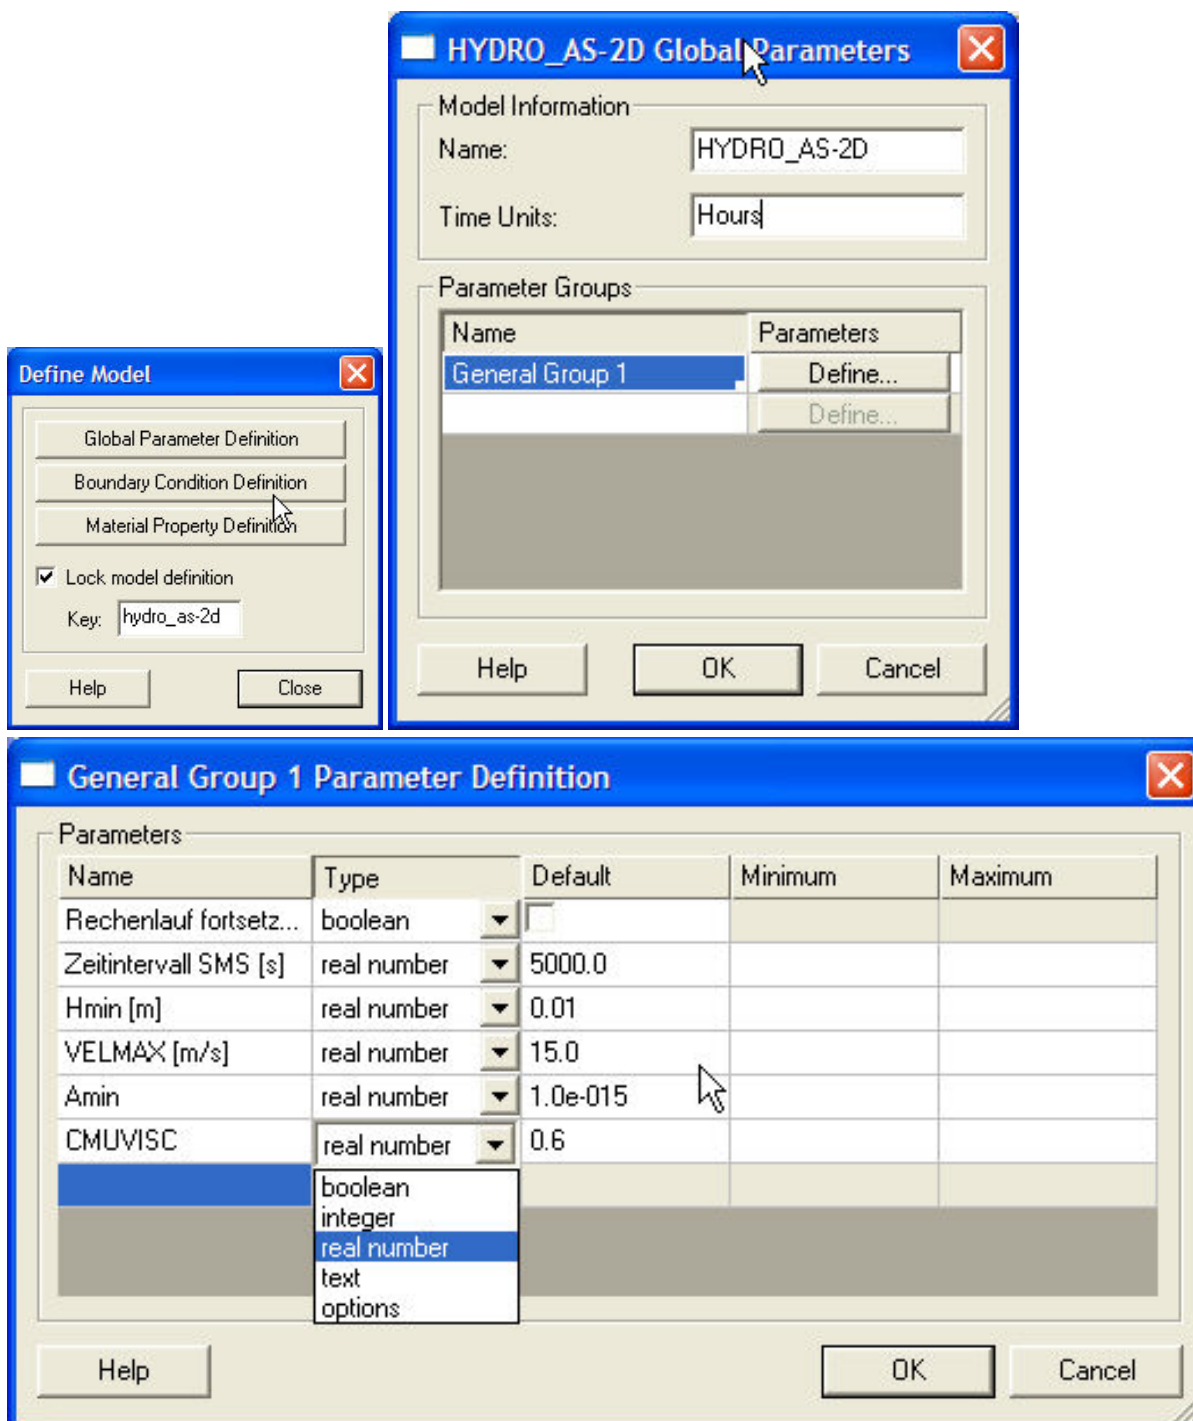 HYDRO_AS-2D Global Parameters
Model Information
Name: HYDRO_AS-2D
Time Units: Hours
Parameter Groups
Name Parameters
General Group 1 Define...
Define...
Help OK Cancel
Define Model
Global Parameter Definition
Boundary Condition Definition
Material Property Definition
Lock model definition
Key: hydro_as-2d
Help Close
General Group 1 Parameter Definition
Parameters
Name Type Default Minimum Maximum
Rechenlauf fortsetz... boolean
Zeitintervall SMS [s] real number 5000.0
Hmin [m] real number 0.01
VELMAX [m/s] real number 15.0
Amin real number 1.0e-015
CMUVISC real number 0.6
boolean
integer
real number
text
options
Help OK Cancel